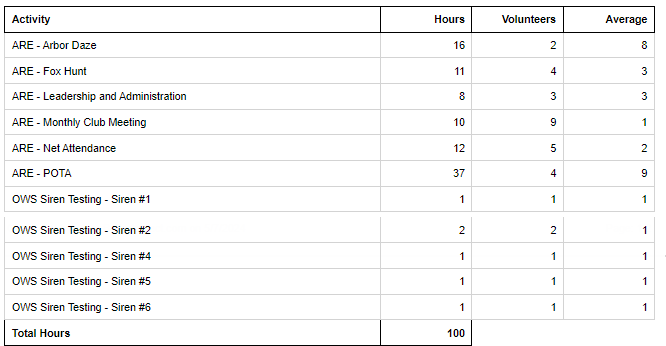 Activity Hours Volunteers Average
ARE - Arbor Daze 16 2 8
ARE - Fox Hunt 11 4 3
ARE - Leadership and Administration 8 3 3
ARE - Monthly Club Meeting 10 9 1
ARE - Net Attendance 12 5 2
ARE - POTA 37 4 9
OWS Siren Testing - Siren #1 1 1 1
OWS Siren Testing - Siren #2 2 2 1
OWS Siren Testing - Siren #4 1 1 1
OWS Siren Testing - Siren #5 1 1 1
OWS Siren Testing - Siren #6 1 1 1
Total Hours 100